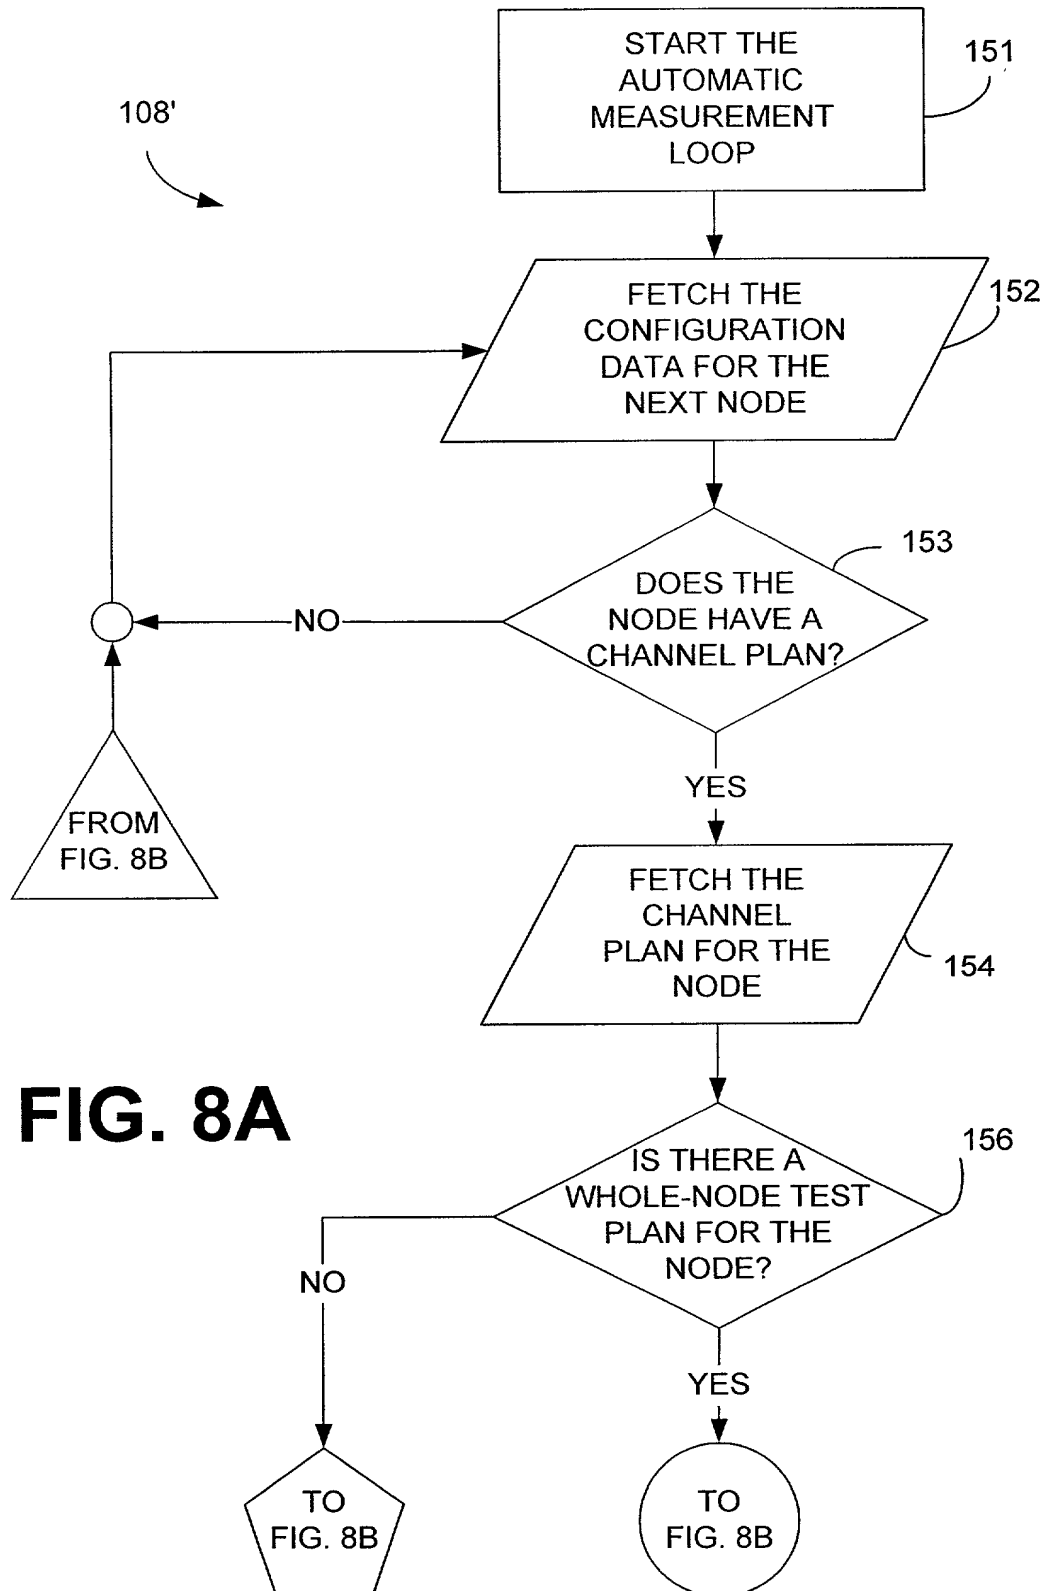 START THE
AUTOMATIC
MEASUREMENT
LOOP
151
108'
FETCH THE
CONFIGURATION
DATA FOR THE
NEXT NODE
152
DOES THE
NODE HAVE A
CHANNEL PLAN?
153
NO
YES
FROM
FIG. 8B
FETCH THE
CHANNEL
PLAN FOR THE
NODE
154
FIG. 8A
IS THERE A
WHOLE-NODE TEST
PLAN FOR THE
NODE?
156
NO
YES
TO
FIG. 8B
TO
FIG. 8B